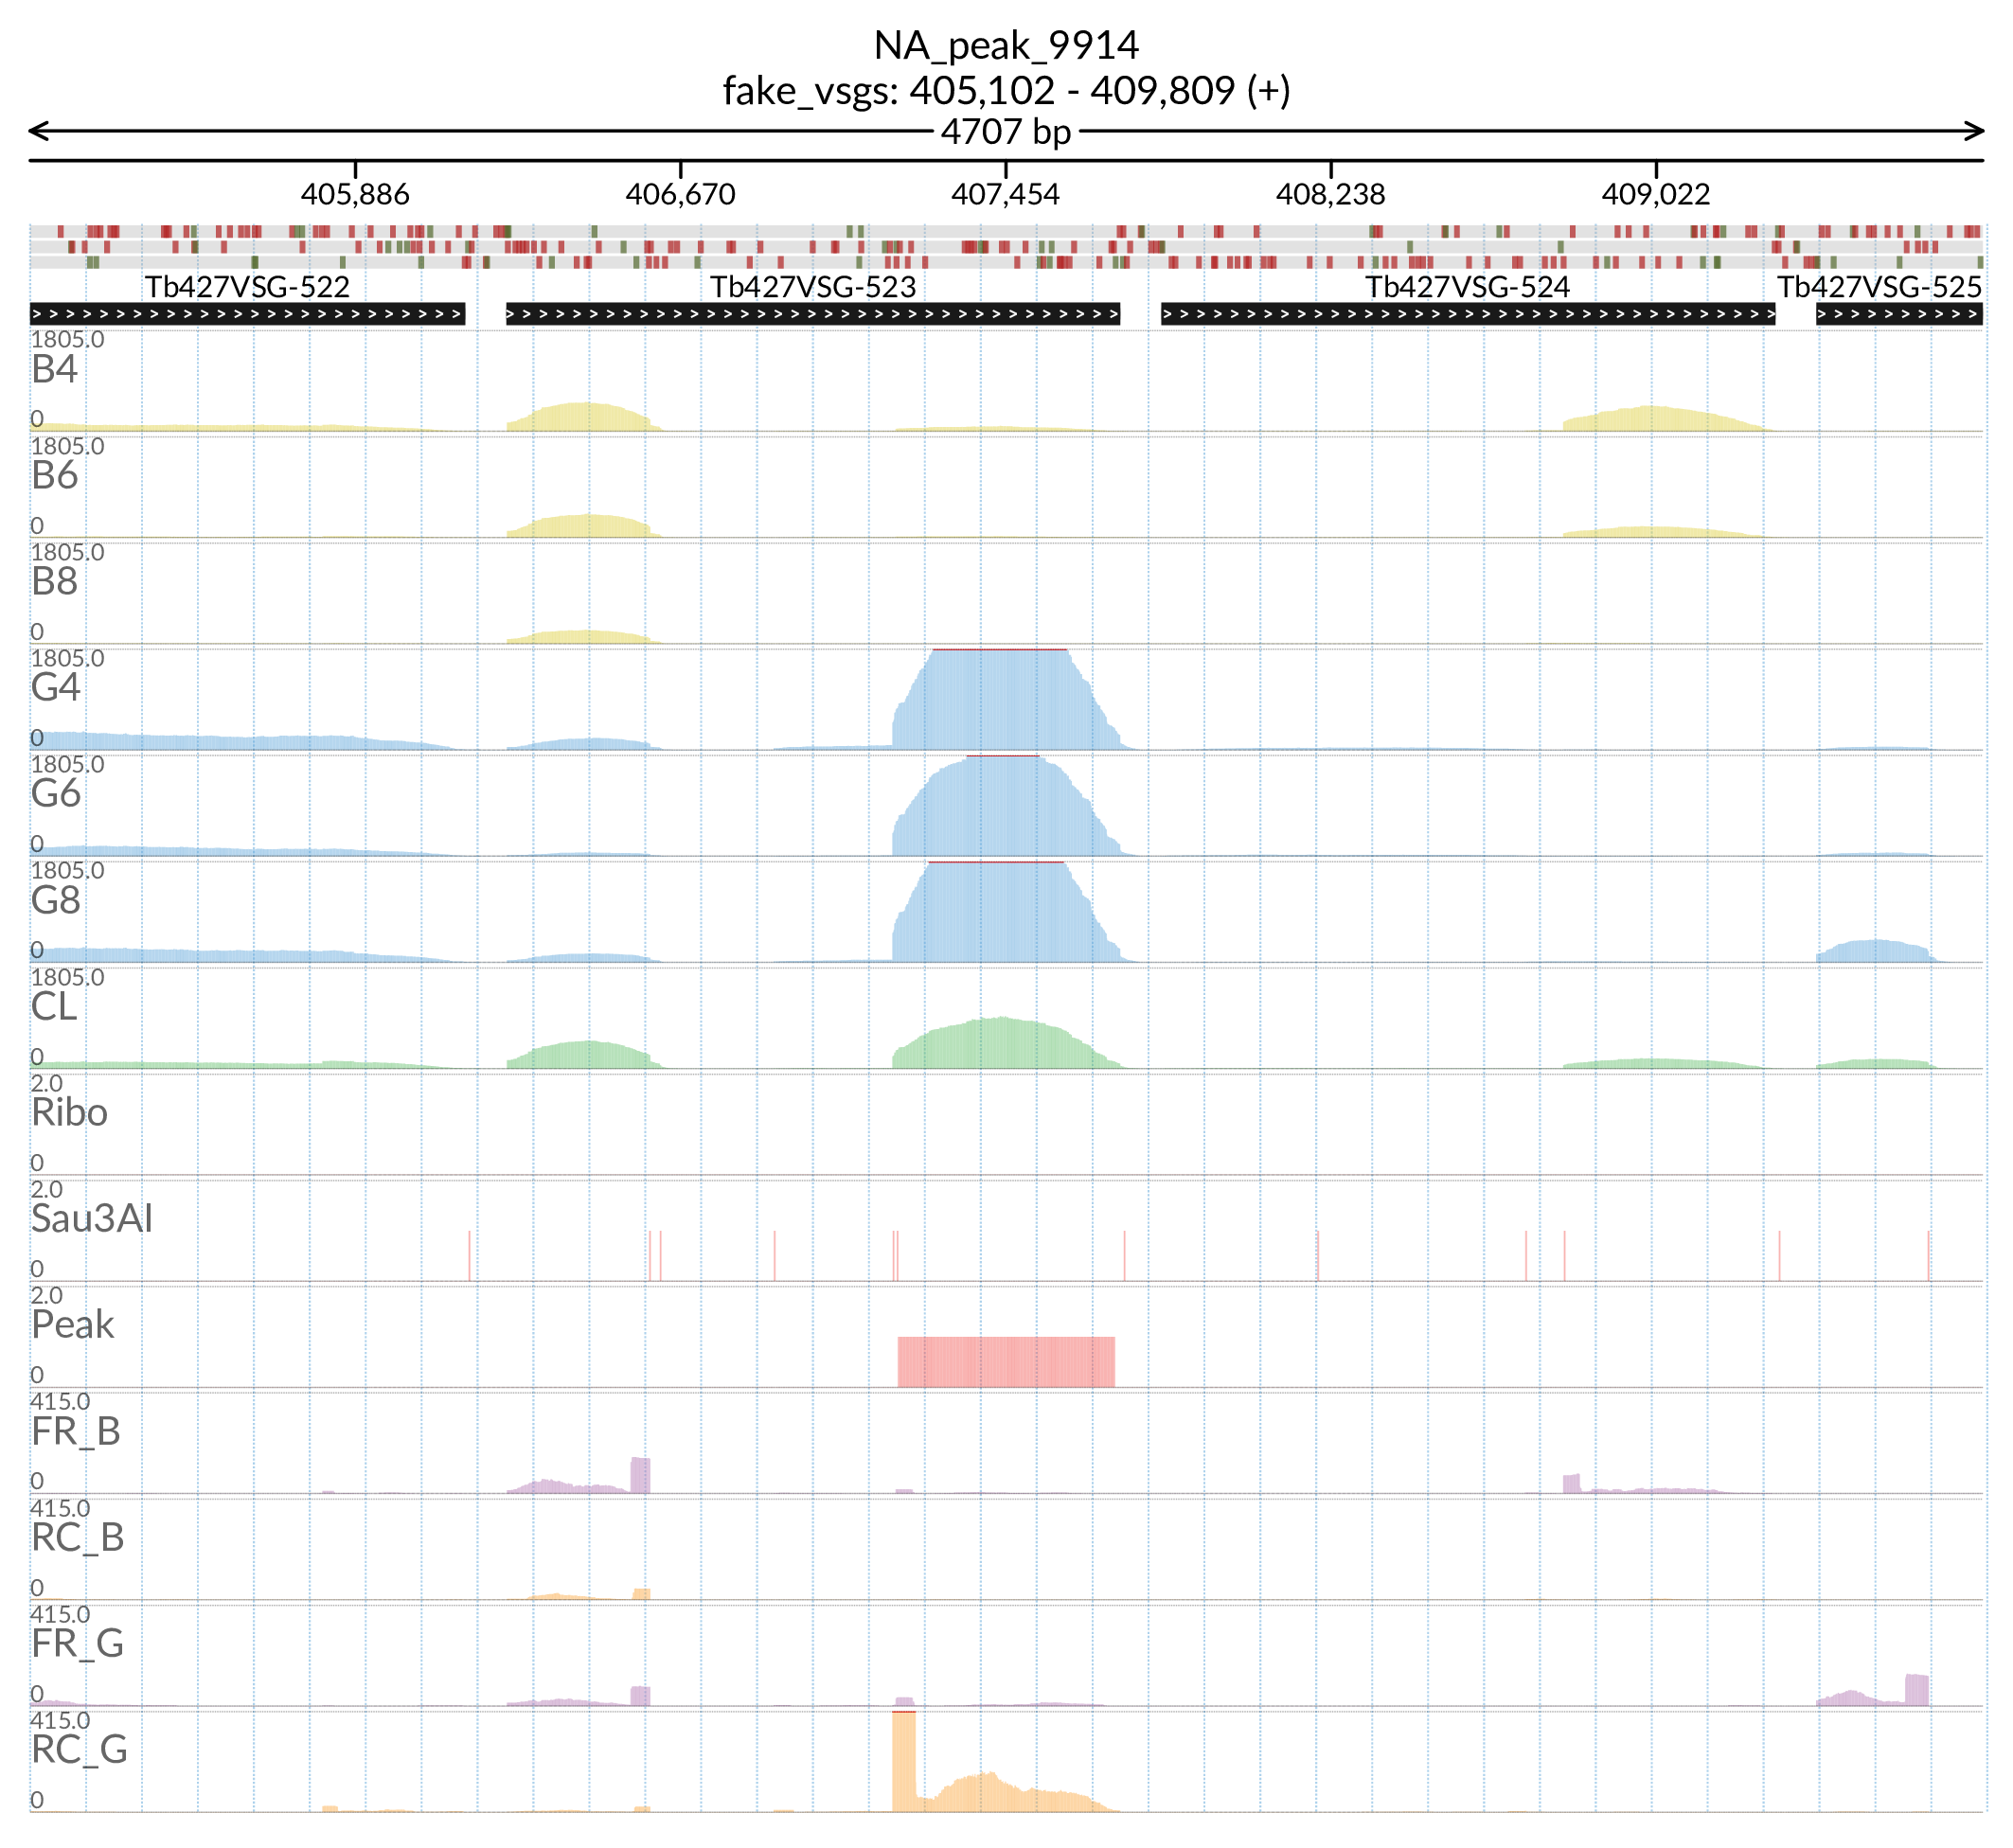 NA_peak_9914
fake_vsgs: 405,102 - 409,809 (+)
4707 bp
405,886 406,670 407,454 408,238 409,022
Tb427VSG-522 Tb427VSG-523 Tb427VSG-524 Tb427VSG-525
1805.0
B4
0
1805.0
B6
0
1805.0
B8
0
1805.0
G4
0
1805.0
G6
0
1805.0
G8
0
1805.0
CL
0
2.0
Ribo
0
2.0
Sau3AI
0
2.0
Peak
0
415.0
FR_B
0
415.0
RC_B
0
415.0
FR_G
0
415.0
RC_G
0